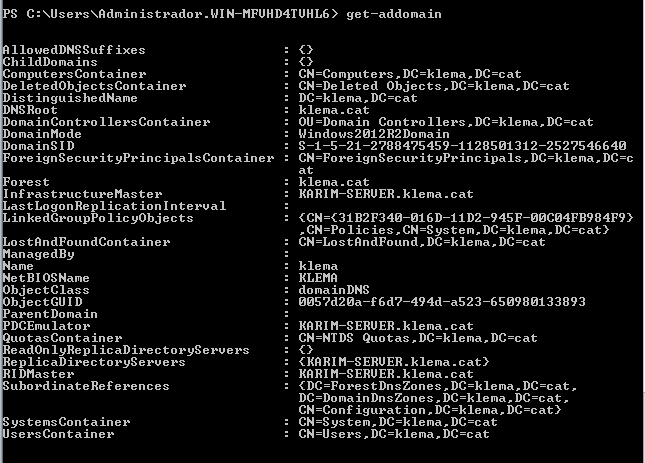 PS C:\Users\Administrador.WIN-MFVHD4TVHL6> get-addomain
AllowedDNSSuffixes : {}
ChildDomains : {}
ComputersContainer : CN=Computers,DC=klema,DC=cat
DeletedObjectsContainer : CN=Deleted Objects,DC=klema,DC=cat
DistinguishedName : DC=klema,DC=cat
DNSRoot : klema.cat
DomainControllersContainer : OU=Domain Controllers,DC=klema,DC=cat
DomainMode : Windows2012R2Domain
DomainSID : S-1-5-21-2788475459-1128501312-2527546640
ForeignSecurityPrincipalsContainer : CN=ForeignSecurityPrincipals,DC=klema,DC=c
at
Forest : klema.cat
InfrastructureMaster : KARIM-SERVER.klema.cat
LastLogonReplicationInterval :
LinkedGroupPolicyObjects : {CN={31B2F340-016D-11D2-945F-00C04FB984F9}
,CN=Policies,CN=System,DC=klema,DC=cat}
LostAndFoundContainer : CN=LostAndFound,DC=klema,DC=cat
ManagedBy :
Name : klema
NetBIOSName : KLEMA
ObjectClass : domainDNS
ObjectGUID : 0057d20a-f6d7-494d-a523-650980133893
ParentDomain :
PDCEmulator : KARIM-SERVER.klema.cat
QuotasContainer : CN=NTDS Quotas,DC=klema,DC=cat
ReadOnlyReplicaDirectoryServers : {}
ReplicaDirectoryServers : {KARIM-SERVER.klema.cat}
RIDMaster : KARIM-SERVER.klema.cat
SubordinateReferences : {DC=ForestDnsZones,DC=klema,DC=cat,
DC=DomainDnsZones,DC=klema,DC=cat,
CN=Configuration,DC=klema,DC=cat}
SystemsContainer : CN=System,DC=klema,DC=cat
UsersContainer : CN=Users,DC=klema,DC=cat